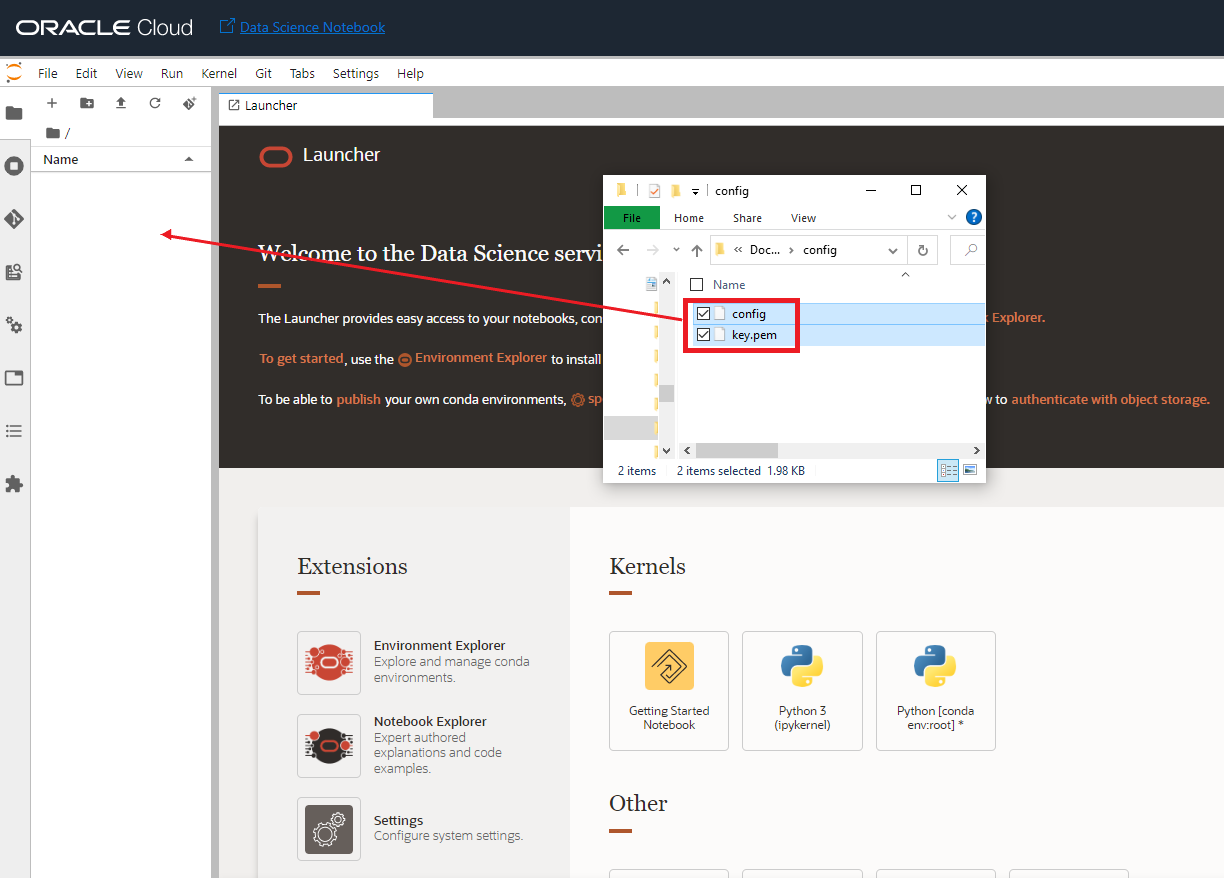 ORACLE Cloud
Data Science Notebook
File Edit View Run Kernel Git Tabs Settings Help
/
Name
Launcher
Launcher
Welcome to the Data Science servi
The Launcher provides easy access to your notebooks, con
Explorer.
To get started, use the Environment Explorer to install
To be able to publish your own conda environments, sp
w to authenticate with object storage.
config
File Home Share View
?
« Doc... › config
Name
config
key.pem
2 items 2 items selected 1.98 KB
Extensions
Environment Explorer
Explore and manage conda
environments.
Notebook Explorer
Expert authored
explanations and code
examples.
Settings
Configure system settings.
Kernels
Getting Started
Notebook
Python 3
(ipykernel)
Python [conda
env:root] *
Other